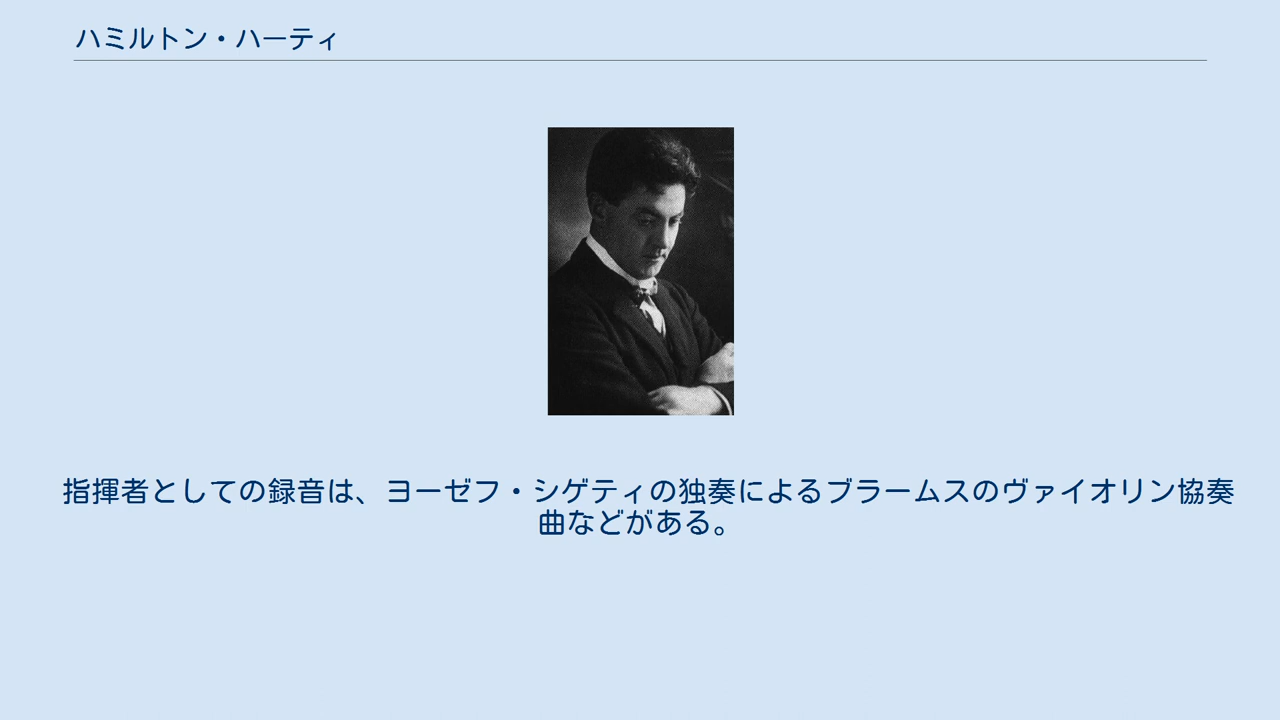 ハミルトン・ハーティ
指揮者としての録音は、ヨーゼフ・シゲティの独奏によるブラームスのヴァイオリン協奏
曲などがある。